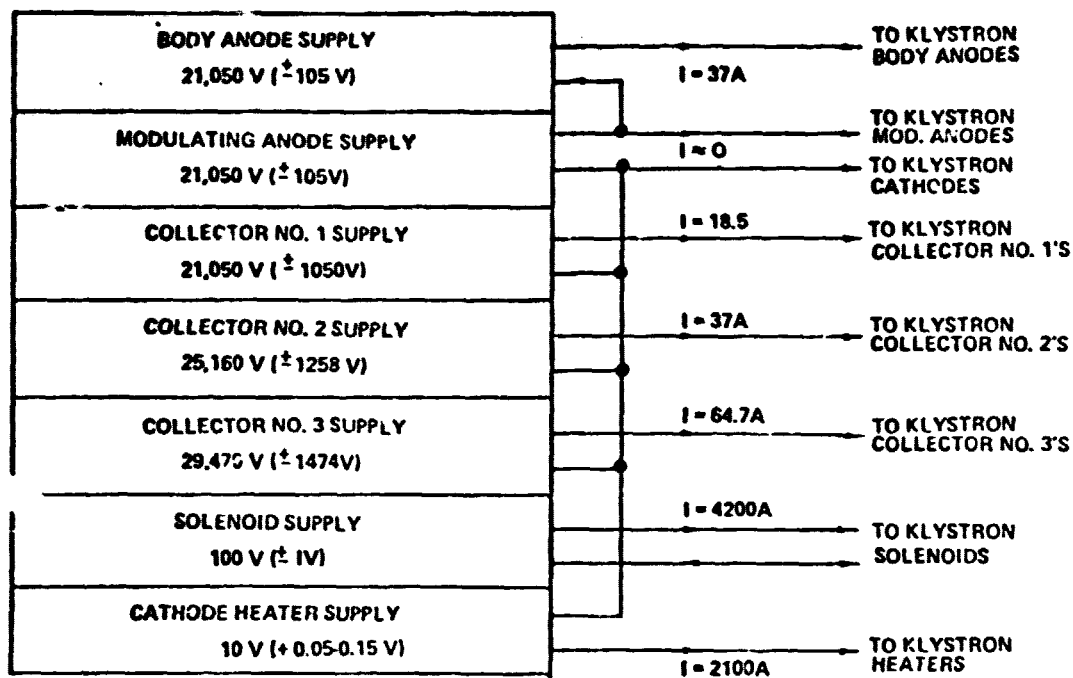 BODY ANODE SUPPLY
21,050 V (± 105 V)
MODULATING ANODE SUPPLY
21,050 V (± 105V)
COLLECTOR NO. 1 SUPPLY
21,050 V (± 1050V)
COLLECTOR NO. 2 SUPPLY
25,160 V (± 1258 V)
COLLECTOR NO. 3 SUPPLY
(± 1474V)
SOLENOID SUPPLY
100 V (± IV)
CATHODE HEATER SUPPLY
10 V (+ 0.05-0.15 V)
TO KLYSTRON
BODY ANODES
I = 37A
TO KLYSTRON
MOD. ANODES
I ≈ O
TO KLYSTRON
CATHODES
I = 18.5
TO KLYSTRON
COLLECTOR NO. 1'S
I = 37A
TO KLYSTRON
COLLECTOR NO. 2'S
I = 64.7A
TO KLYSTRON
COLLECTOR NO. 3'S
I = 4200A
TO KLYSTRON
SOLENOIDS
TO KLYSTRON
HEATERS
I = 2100A